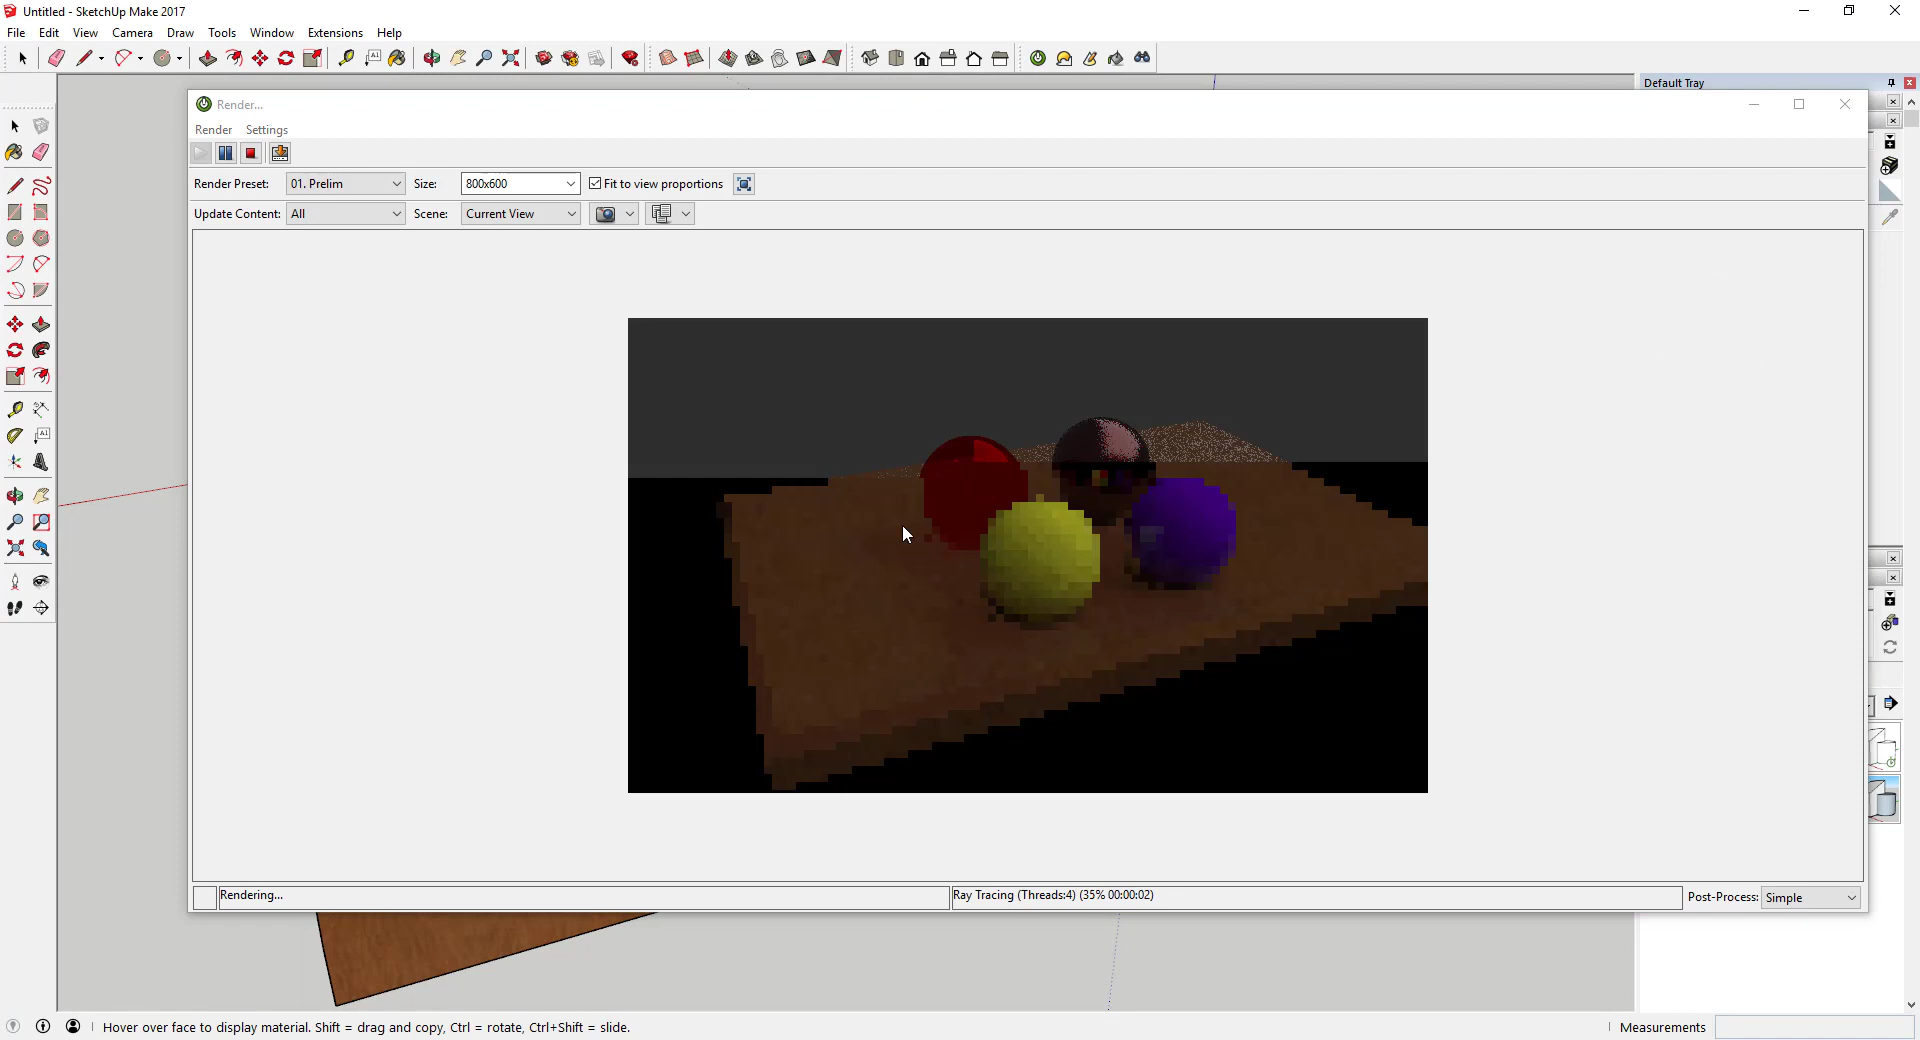 Untitled - SketchUp Make 2017
File Edit View Camera Draw Tools Window Extensions Help
Default Tray
Render...
Render Settings
Render Preset: 01. Prelim Size: 800x600 Fit to view proportions
Update Content: All Scene: Current View
Rendering...
Ray Tracing (Threads:4) (35% 00:00:02)
Post-Process: Simple
Hover over face to display material. Shift = drag and copy, Ctrl = rotate, Ctrl+Shift = slide.
Measurements